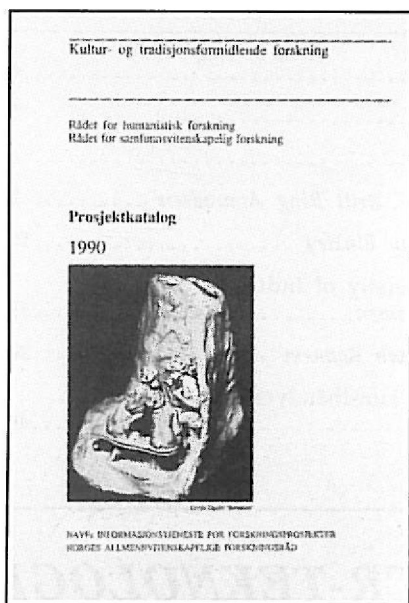 Kultur- og tradisjonsformidlende forskning
Rådet for humanistisk forskning
Rådet for samfunnsvitenskapelig forskning
Prosjektkatalog
1990
NAVFs INFORMASJONSTJENESTE FOR FORSKNINGSPROSJEKTER
NORGES ALLMENNVITENSKAPELIGE FORSKNINGSRÅD